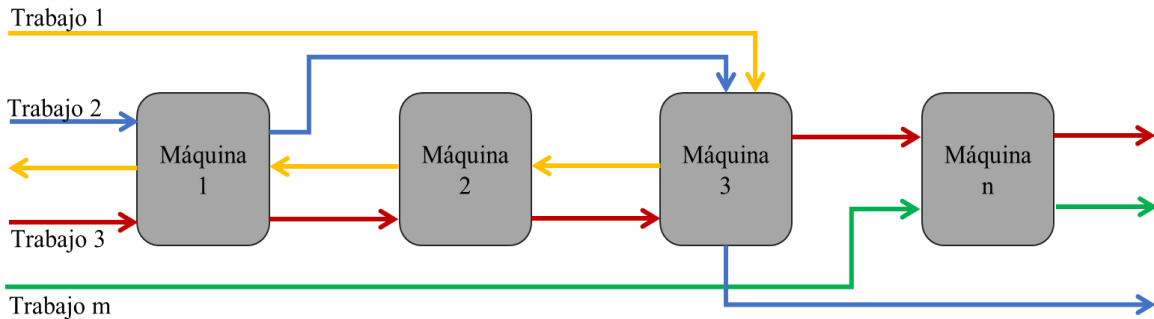 Trabajo 1
Trabajo 2
Máquina
1
Máquina
2
Máquina
3
Máquina
n
Trabajo 3
Trabajo m